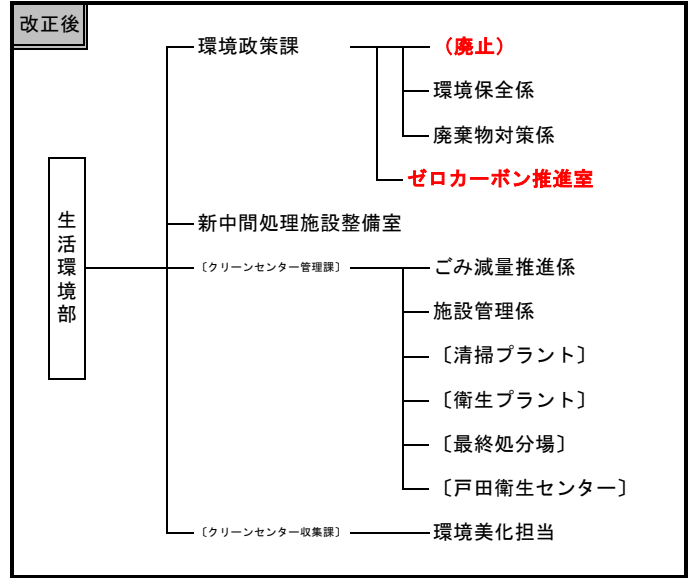 改正後
環境政策課
（廃止）
環境保全係
廃棄物対策係
ゼロカーボン推進室
生活環境部
新中間処理施設整備室
〔クリーンセンター管理課〕
ごみ減量推進係
施設管理係
〔清掃プラント〕
〔衛生プラント〕
〔最終処分場〕
〔戸田衛生センター〕
〔クリーンセンター収集課〕
環境美化担当